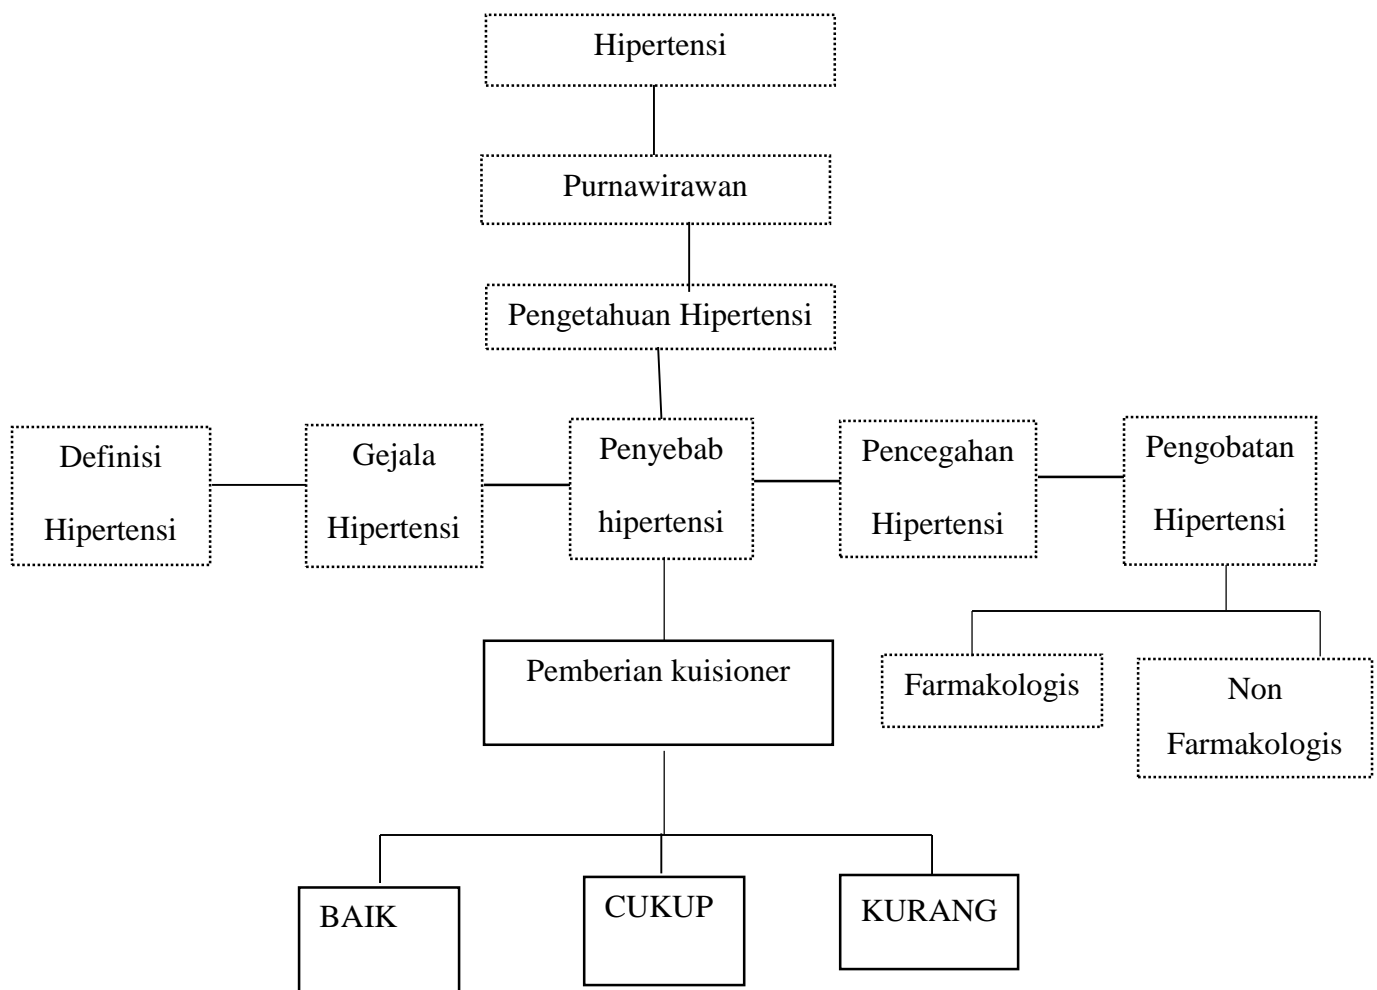 Hipertensi
Purnawirawan
Pengetahuan Hipertensi
Definisi
Hipertensi
Gejala
Hipertensi
Penyebab
hipertensi
Pencegahan
Hipertensi
Pengobatan
Hipertensi
Pemberian kuisioner
Farmakologis
Non
Farmakologis
BAIK
CUKUP
KURANG